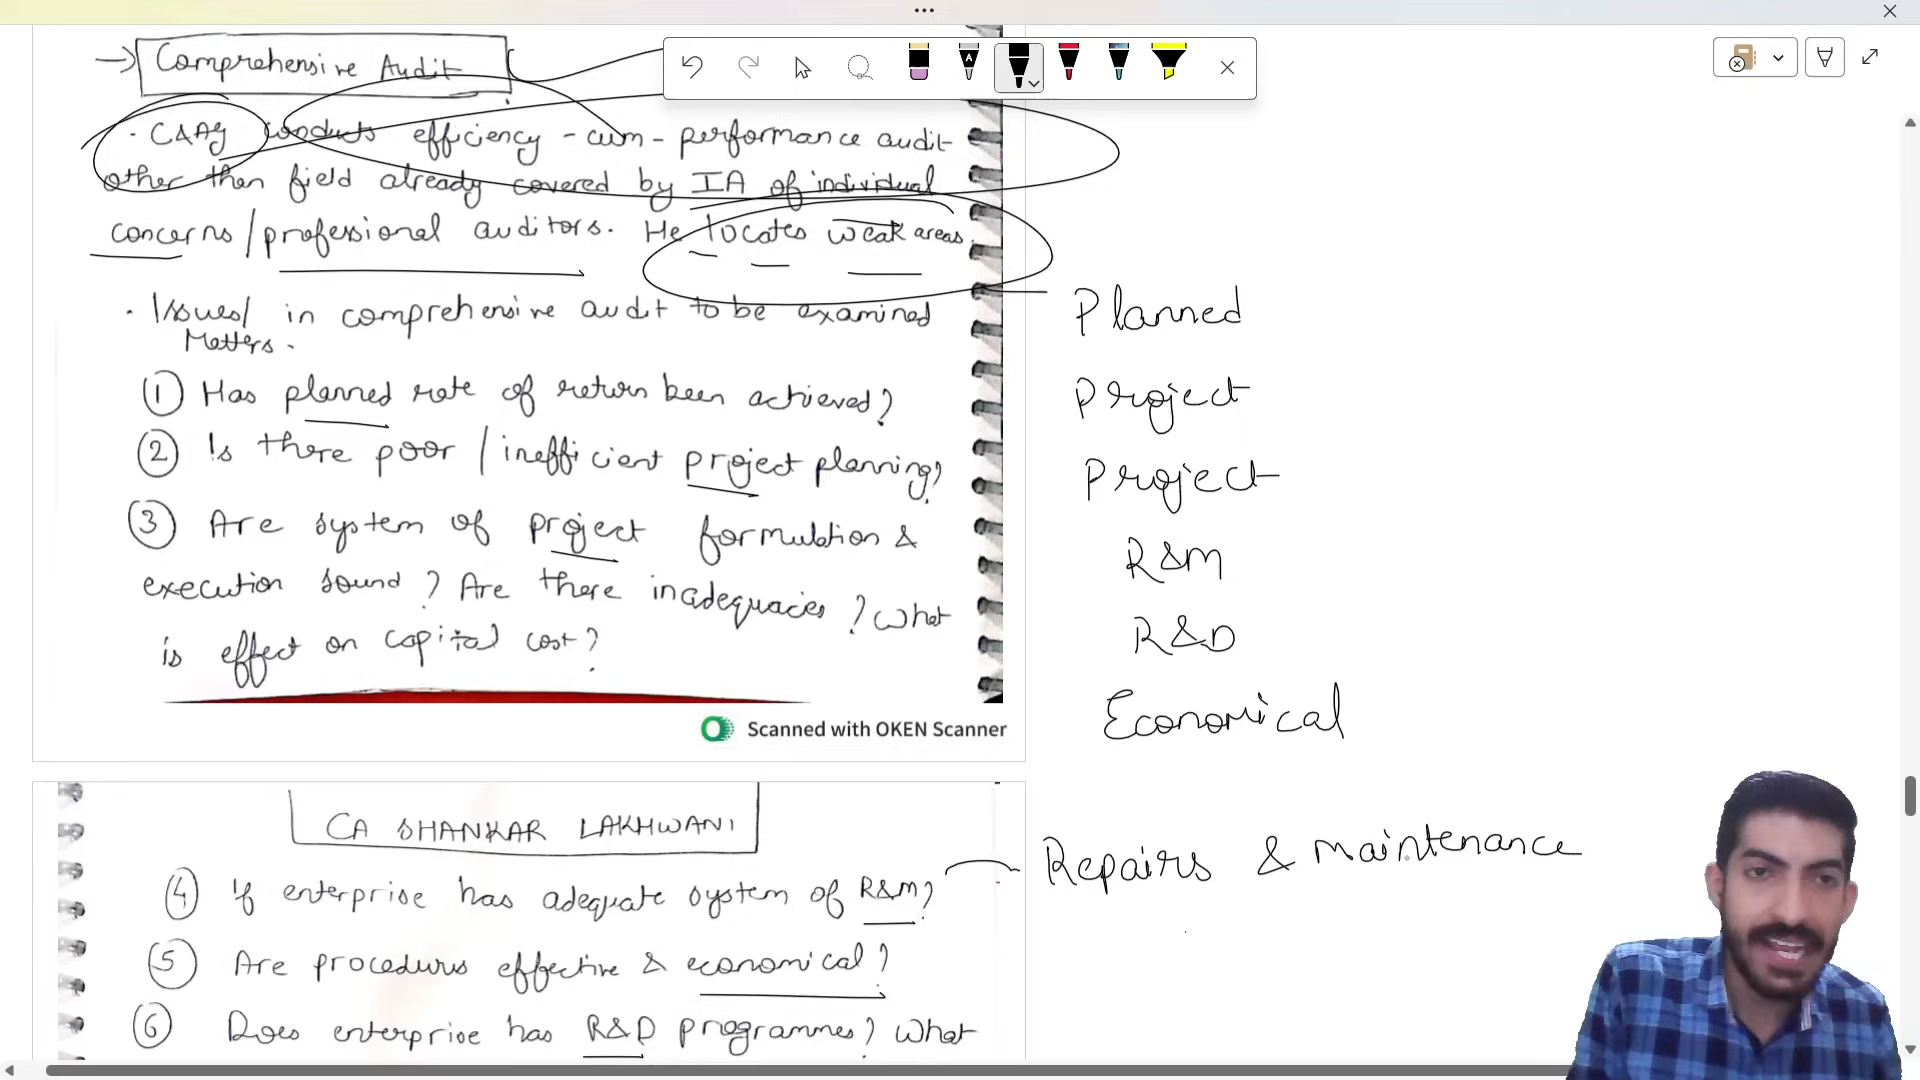 → Comprehensive Audit
· C&AG conducts efficiency - cum - performance audit
other then field already covered by IA of individual
concerns / professional auditors. He locates weak areas.
· Issues/ in comprehensive audit to be examined
Matters.
① Has planned rate of return been achieved?
② Is there poor / inefficient project planning?
③ Are system of project formulation &
execution sound? Are there inadequacies? What
is effect on capital cost?
Scanned with OKEN Scanner
CA SHANKAR LAKHWANI
④ If enterprise has adequate system of R&M?
⑤ Are procedures effective & economical?
⑥ Does enterprise has R&D programmes? What
Planned
Project
Project
R&M
R&D
Economical
Repairs & maintenance